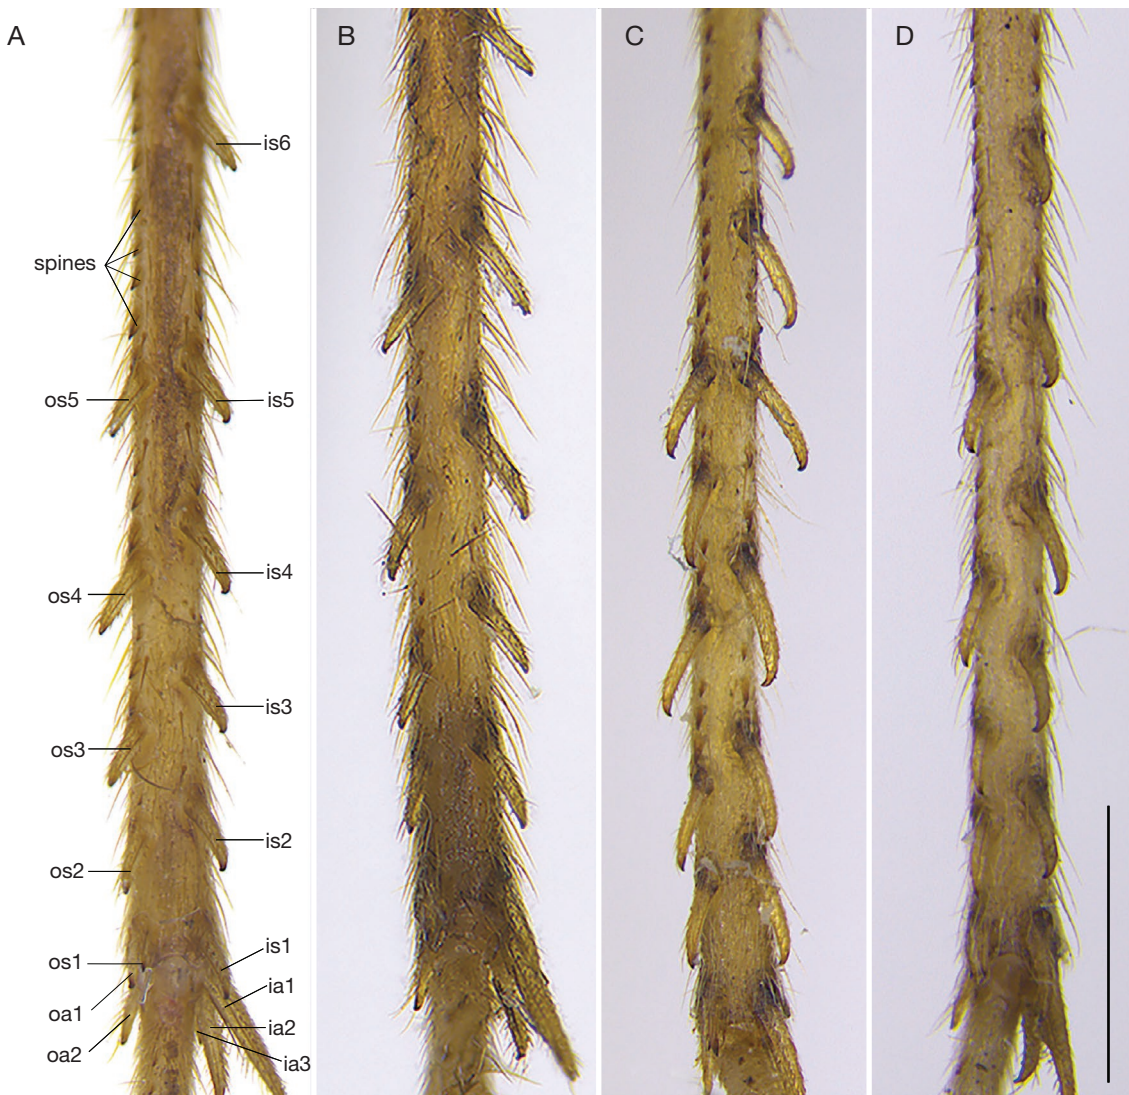 A
B
C
D
is6
spines
os5
is5
is4
os4
is3
os3
is2
os2
is1
os1
ia1
oa1
ia2
oa2
ia3